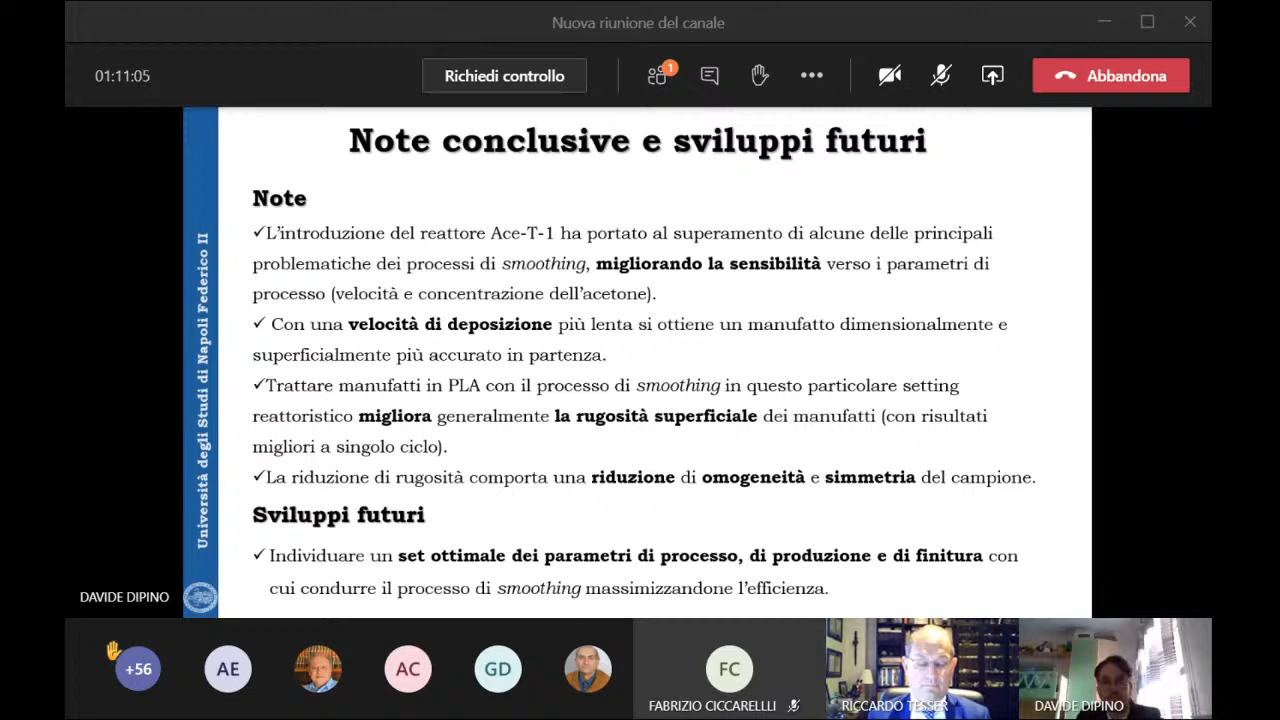 Nuova riunione del canale
01:11:05
Richiedi controllo
1
Abbandona
Note conclusive e sviluppi futuri
Note
✓L'introduzione del reattore Ace-T-1 ha portato al superamento di alcune delle principali
problematiche dei processi di smoothing, migliorando la sensibilità verso i parametri di
processo (velocità e concentrazione dell'acetone).
✓ Con una velocità di deposizione più lenta si ottiene un manufatto dimensionalmente e
superficialmente più accurato in partenza.
✓Trattare manufatti in PLA con il processo di smoothing in questo particolare setting
reattoristico migliora generalmente la rugosità superficiale dei manufatti (con risultati
migliori a singolo ciclo).
✓La riduzione di rugosità comporta una riduzione di omogeneità e simmetria del campione.
Sviluppi futuri
✓ Individuare un set ottimale dei parametri di processo, di produzione e di finitura con
cui condurre il processo di smoothing massimizzandone l'efficienza.
Università degli Studi di Napoli Federico II
DAVIDE DIPINO
+56
AE
AC
GD
FC
FABRIZIO CICCARELLLI
RICCARDO TESSER
DAVIDE DIPINO